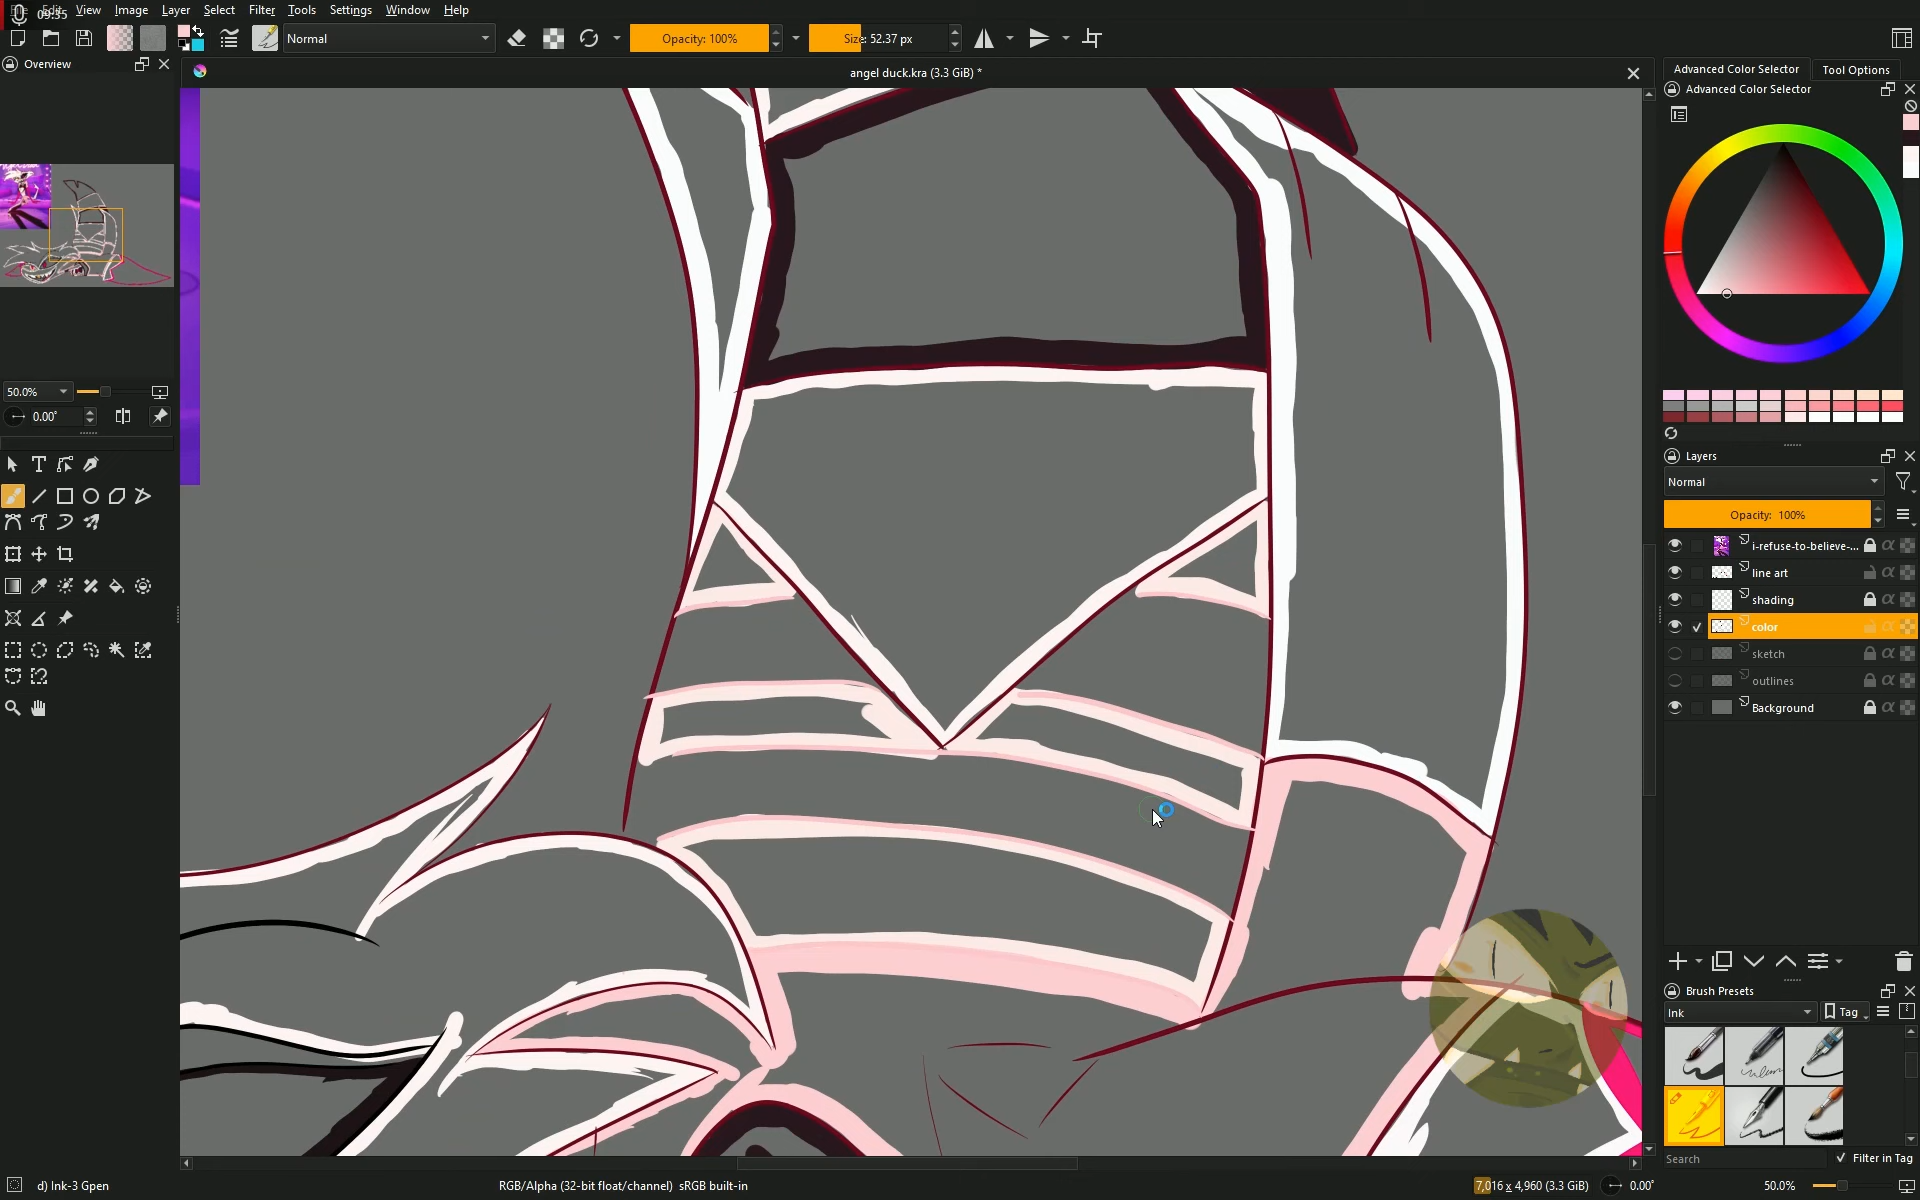 09:35
File Edit View Image Layer Select Filter Tools Settings Window Help
Normal
Opacity: 100%
Size: 52.37 px
Overview
angel duck.kra (3.3 GiB) *
Advanced Color Selector
Tool Options
Advanced Color Selector
50.0%
0.00°
Layers
Normal
Opacity: 100%
i-refuse-to-believe-...
line art
shading
color
sketch
outlines
Background
Brush Presets
Ink
Tag
Search
Filter in Tag
d) Ink-3 Gpen
RGB/Alpha (32-bit float/channel) sRGB built-in
7,016 x 4,960 (3.3 GiB)
0.00°
50.0%